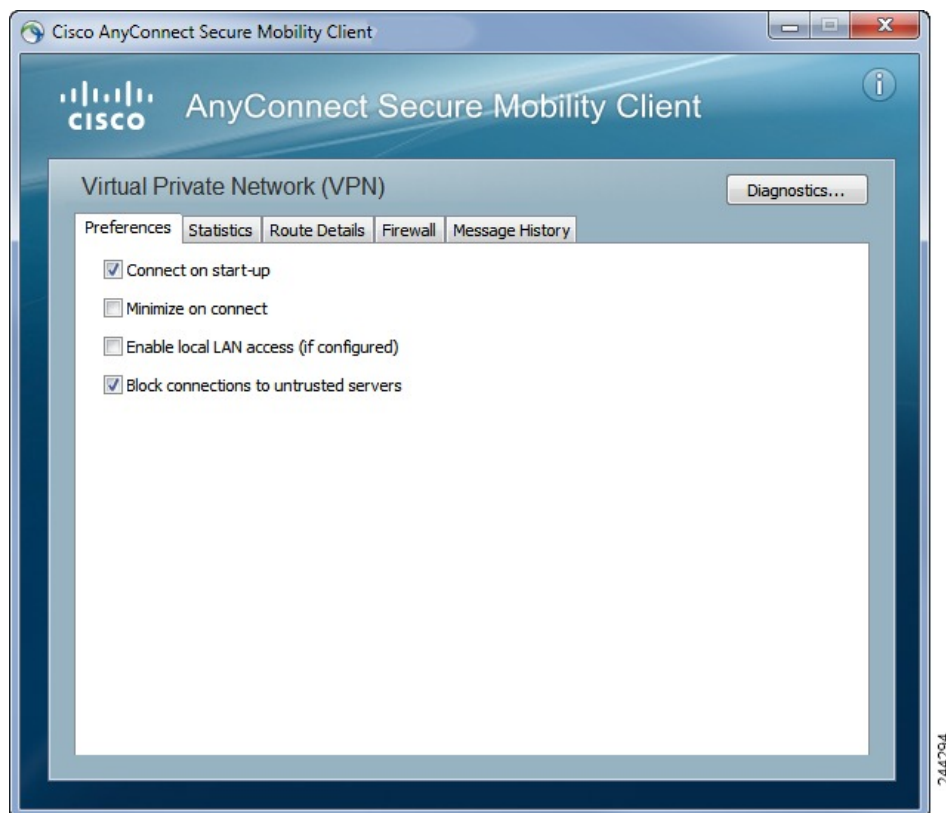 Cisco AnyConnect Secure Mobility Client
CISCO
AnyConnect Secure Mobility Client
Virtual Private Network (VPN)
Diagnostics...
Preferences Statistics Route Details Firewall Message History
Connect on start-up
Minimize on connect
Enable local LAN access (if configured)
Block connections to untrusted servers
244294